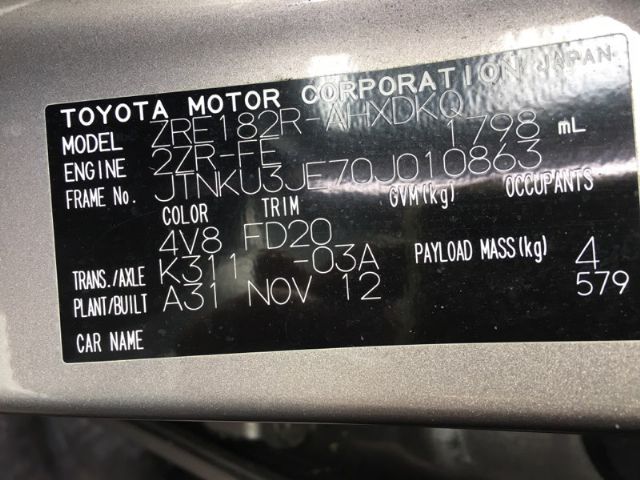 TOYOTA MOTOR CORPORATION JAPAN
MODEL ZRE182R-AHXDKQ
ENGINE 2ZR-FE 1798 mL
FRAME No. JTNKU3JE70J010863
COLOR TRIM GVM(kg) OCCUPANTS
4V8 FD20
TRANS./AXLE K311 -03A PAYLOAD MASS(kg) 4
PLANT/BUILT A31 NOV 12 579
CAR NAME